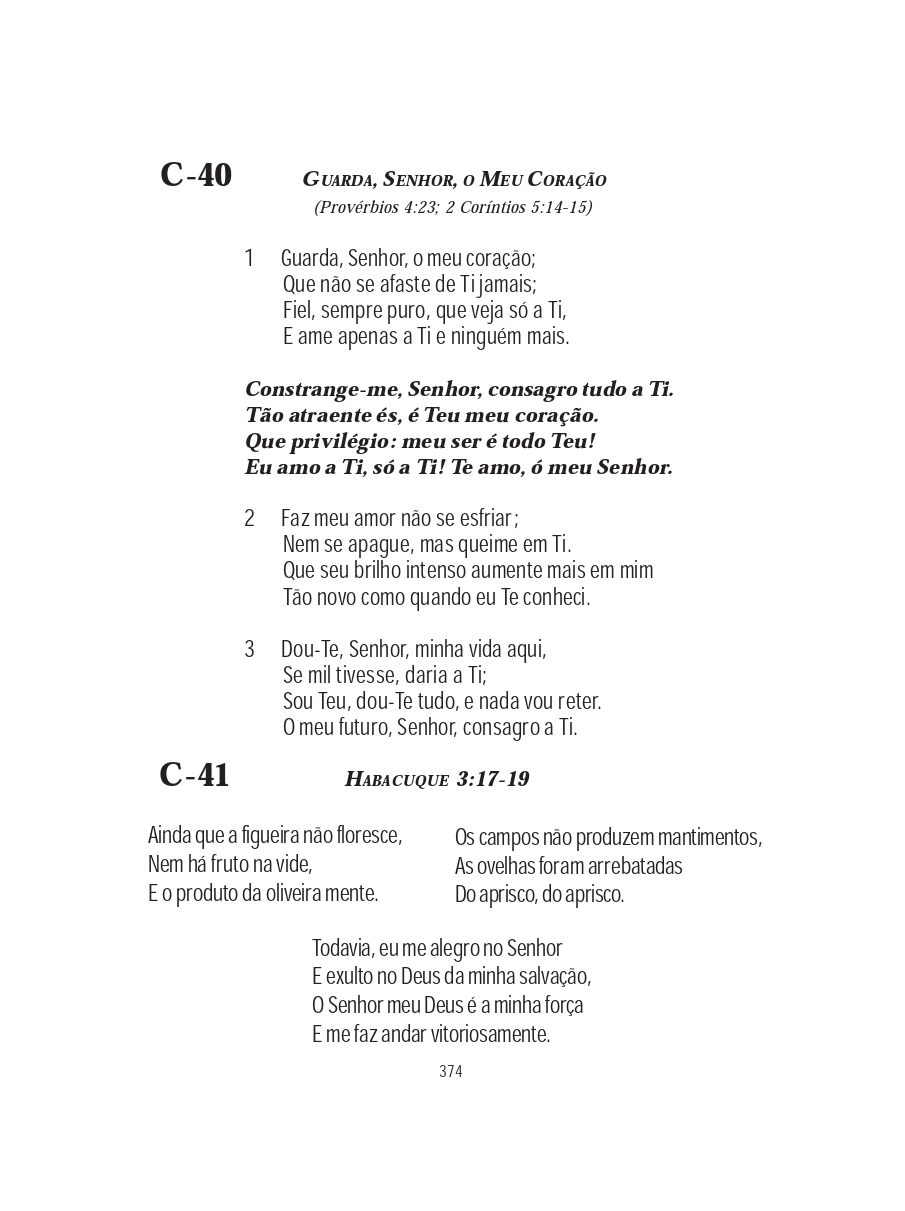 C-40 Guarda, Senhor, o Meu Coração
(Provérbios 4:23; 2 Coríntios 5:14-15)
1 Guarda, Senhor, o meu coração;
Que não se afaste de Ti jamais;
Fiel, sempre puro, que veja só a Ti,
E ame apenas a Ti e ninguém mais.
Constrange-me, Senhor, consagro tudo a Ti.
Tão atraente és, é Teu meu coração.
Que privilégio: meu ser é todo Teu!
Eu amo a Ti, só a Ti! Te amo, ó meu Senhor.
2 Faz meu amor não se esfriar;
Nem se apague, mas queime em Ti.
Que seu brilho intenso aumente mais em mim
Tão novo como quando eu Te conheci.
3 Dou-Te, Senhor, minha vida aqui,
Se mil tivesse, daria a Ti;
Sou Teu, dou-Te tudo, e nada vou reter.
O meu futuro, Senhor, consagro a Ti.
C-41 Habacuque 3:17-19
Ainda que a figueira não floresce,
Nem há fruto na vide,
E o produto da oliveira mente.
Os campos não produzem mantimentos,
As ovelhas foram arrebatadas
Do aprisco, do aprisco.
Todavia, eu me alegro no Senhor
E exulto no Deus da minha salvação,
O Senhor meu Deus é a minha força
E me faz andar vitoriosamente.
374